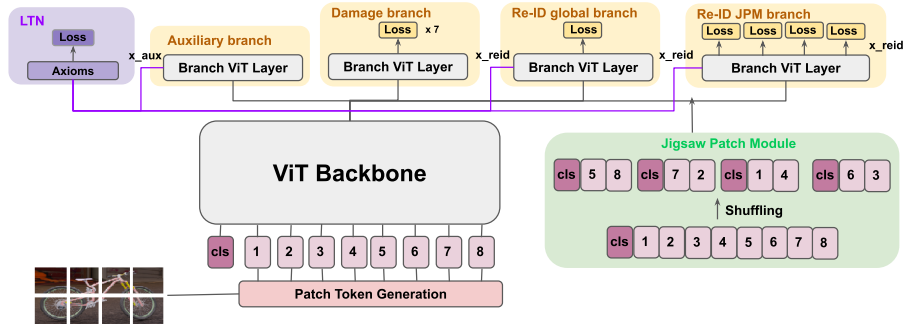 LTN
Loss
Axioms
x_aux
Auxiliary branch
Branch ViT Layer
Damage branch
Loss x 7
Branch ViT Layer
x_reid
Re-ID global branch
Loss
Branch ViT Layer
x_reid
Re-ID JPM branch
Loss Loss Loss Loss
x_reid
Branch ViT Layer
ViT Backbone
cls 1 2 3 4 5 6 7 8
Patch Token Generation
Jigsaw Patch Module
cls 5 8 cls 7 2 cls 1 4 cls 6 3
Shuffling
cls 1 2 3 4 5 6 7 8